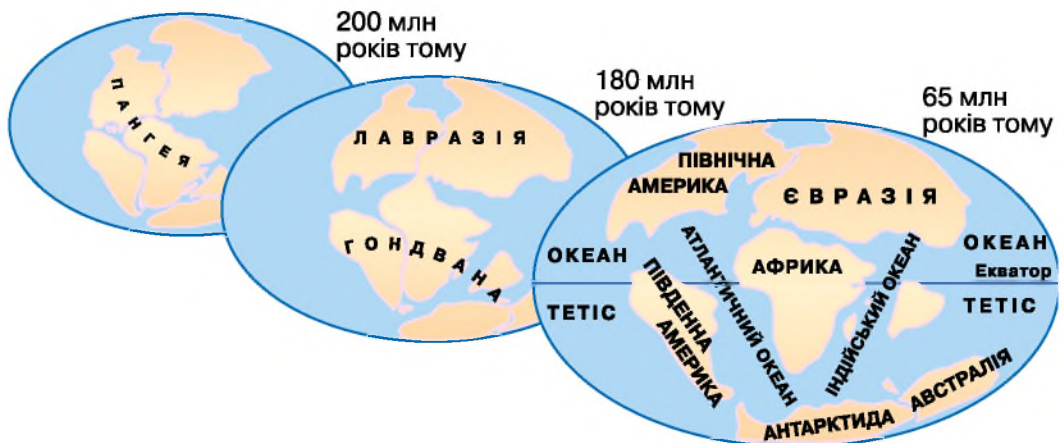 200 млн
років тому
ПАНГЕЯ
180 млн
років тому
ЛАВРАЗІЯ
ГОНДВАНА
65 млн
років тому
ПІВНІЧНА
АМЕРИКА
ЄВРАЗІЯ
ОКЕАН
ТЕТІС
АТЛАНТИЧНИЙ ОКЕАН
АФРИКА
ІНДІЙСЬКИЙ ОКЕАН
ОКЕАН
Екватор
ТЕТІС
ПІВДЕННА
АМЕРИКА
АНТАРКТИДА
АВСТРАЛІЯ